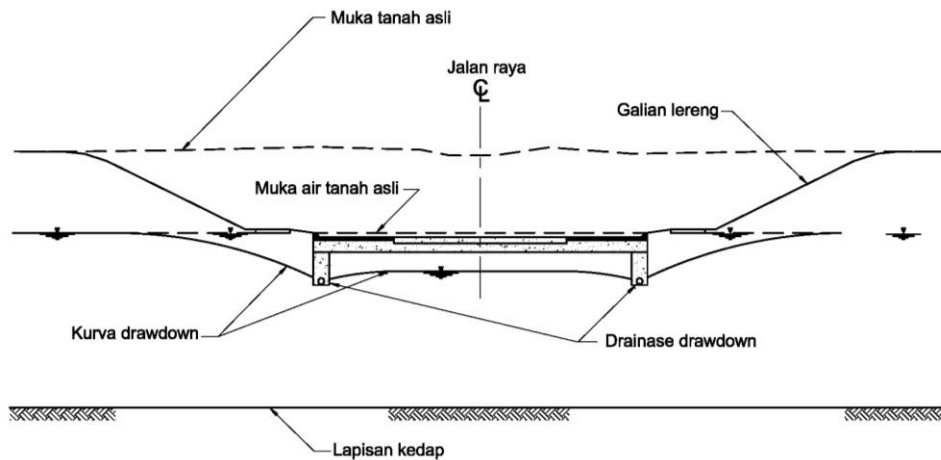 Muka tanah asli
Jalan raya
℄
Galian lereng
Muka air tanah asli
Kurva drawdown
Drainase drawdown
Lapisan kedap